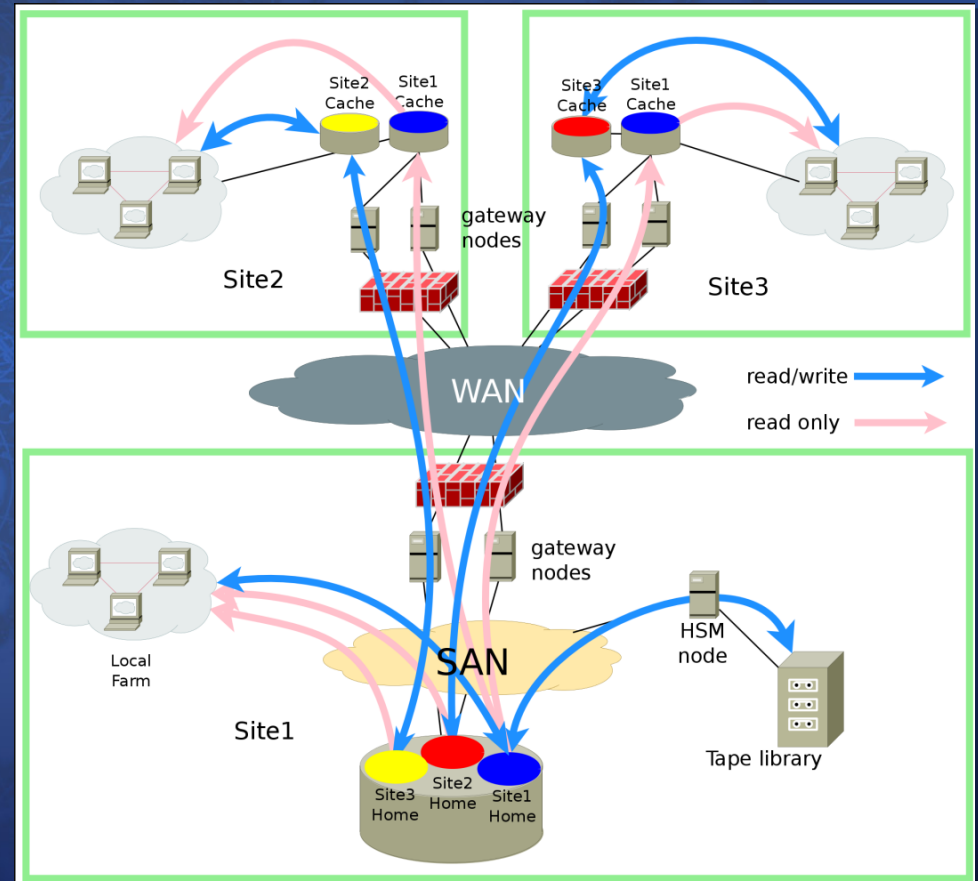 Site2
Cache
Site1
Cache
Site3
Cache
Site1
Cache
gateway
nodes
Site2
Site3
WAN
read/write
read only
gateway
nodes
HSM
node
Local
Farm
SAN
Site1
Tape library
Site3
Home
Site2
Home
Site1
Home